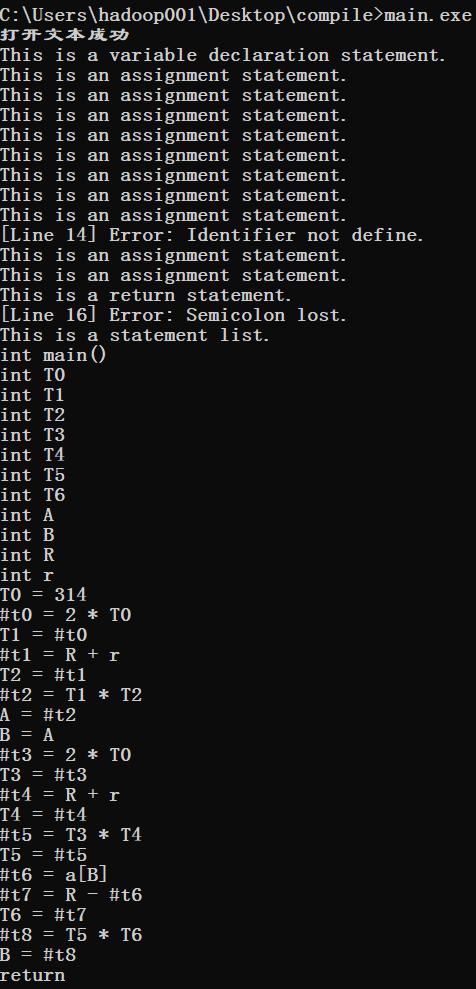 C:\Users\hadoop001\Desktop\compile>main.exe
打开文本成功
This is a variable declaration statement.
This is an assignment statement.
This is an assignment statement.
This is an assignment statement.
This is an assignment statement.
This is an assignment statement.
This is an assignment statement.
This is an assignment statement.
This is an assignment statement.
[Line 14] Error: Identifier not define.
This is an assignment statement.
This is an assignment statement.
This is a return statement.
[Line 16] Error: Semicolon lost.
This is a statement list.
int main()
int T0
int T1
int T2
int T3
int T4
int T5
int T6
int A
int B
int R
int r
T0 = 314
#t0 = 2 * T0
T1 = #t0
#t1 = R + r
T2 = #t1
#t2 = T1 * T2
A = #t2
B = A
#t3 = 2 * T0
T3 = #t3
#t4 = R + r
T4 = #t4
#t5 = T3 * T4
T5 = #t5
#t6 = a[B]
#t7 = R - #t6
T6 = #t7
#t8 = T5 * T6
B = #t8
return